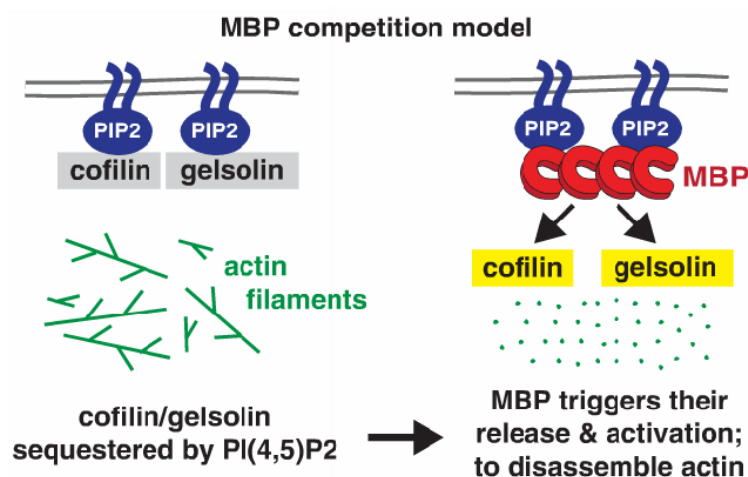 MBP competition model
PIP2 PIP2
cofilin gelsolin
actin
filaments
cofilin/gelsolin
sequestered by PI(4,5)P2
PIP2 PIP2
MBP
cofilin gelsolin
MBP triggers their
release & activation;
to disassemble actin